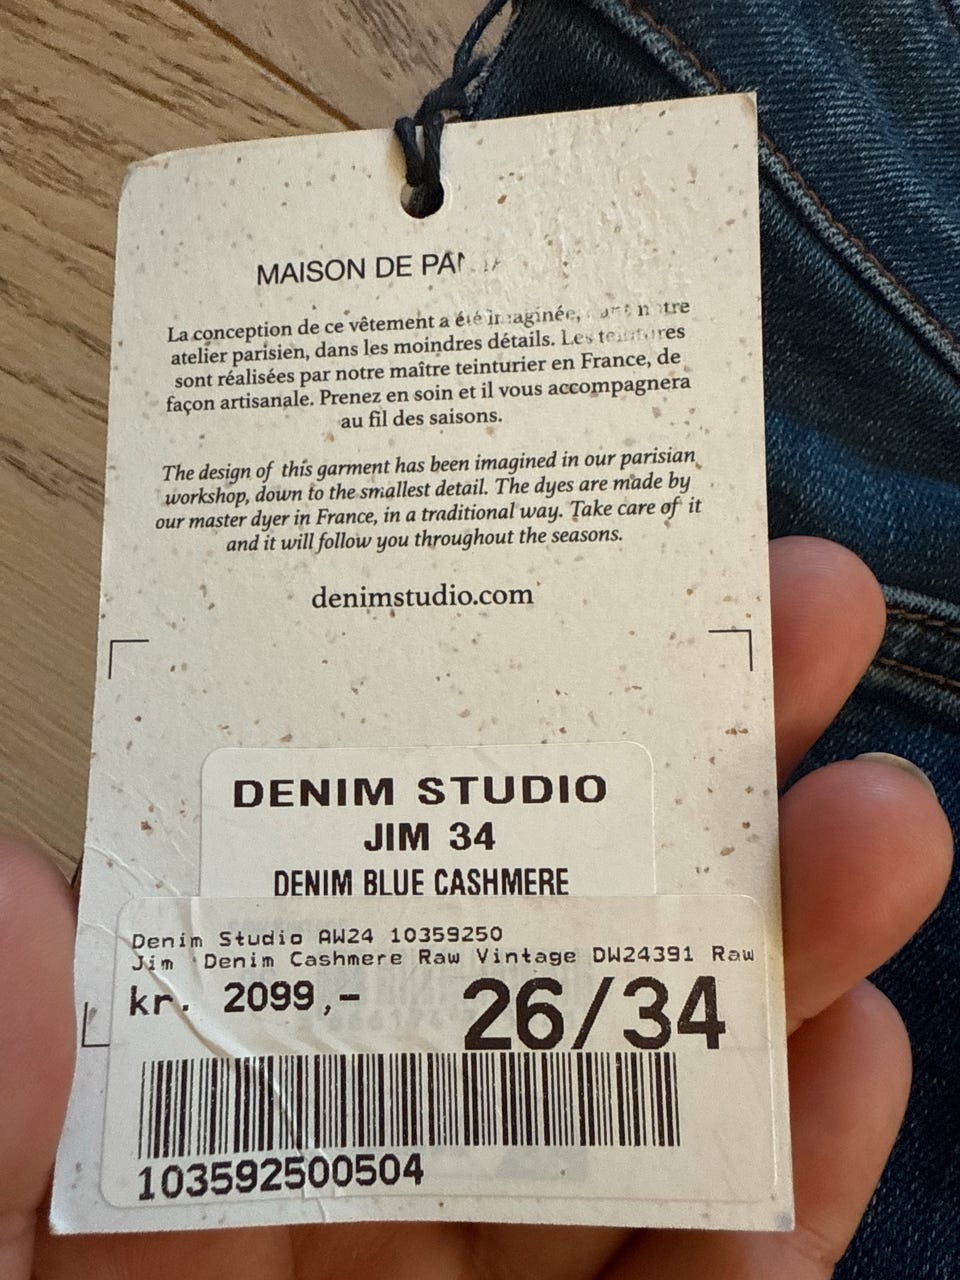 MAISON DE
La conception de ce vêtement a été imaginée, notre
atelier parisien, dans les moindres détails. Les teintures
sont réalisées par notre maître teinturier en France, de
façon artisanale. Prenez en soin et il vous accompagnera
au fil des saisons.
The design of this garment has been imagined in our parisian
workshop, down to the smallest detail. The dyes are made by
our master dyer in France, in a traditional way. Take care of it
and it will follow you throughout the seasons.
denimstudio.com
DENIM STUDIO
JIM 34
DENIM BLUE CASHMERE
Denim Studio AW24 10359250
Jim Denim Cashmere Raw Vintage DW24391 Raw
kr. 2099,- 26/34
103592500504